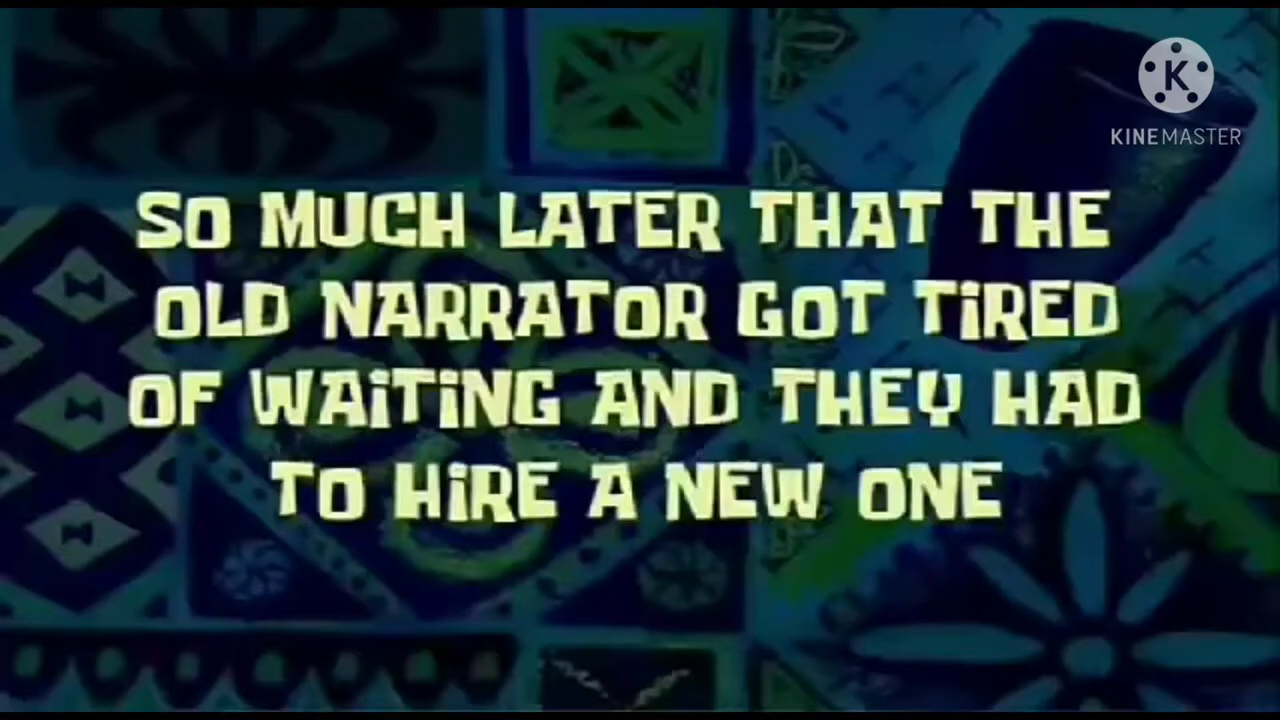 KINEMASTER
SO MUCH LATER THAT THE
OLD NARRATOR GOT TiRED
OF WAiTiNG AND THEY HAD
TO HiRE A NEW ONE